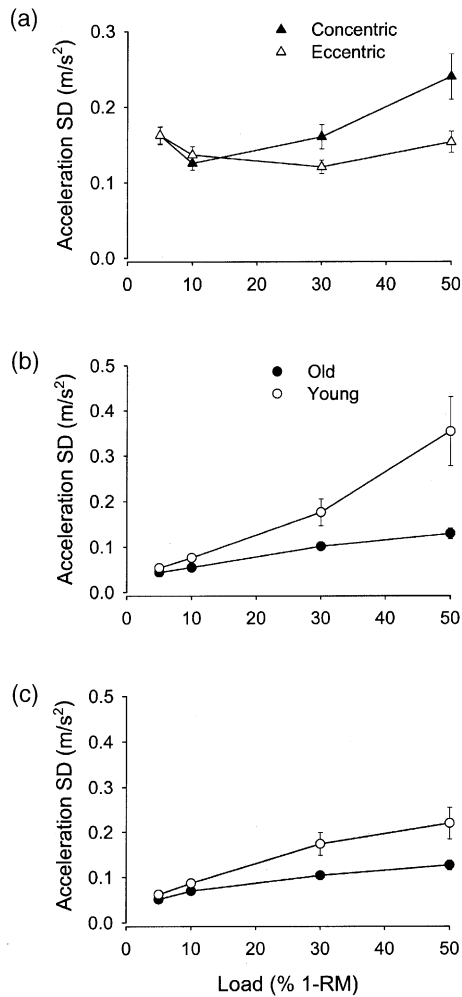 (a)
Acceleration SD (m/s²)
0.3
0.2
0.1
0.0
Concentric
Eccentric
0 10 20 30 40 50
(b)
Acceleration SD (m/s²)
0.5
0.4
0.3
0.2
0.1
0.0
Old
Young
0 10 20 30 40 50
(c)
Acceleration SD (m/s²)
0.5
0.4
0.3
0.2
0.1
0.0
0 10 20 30 40 50
Load (% 1-RM)